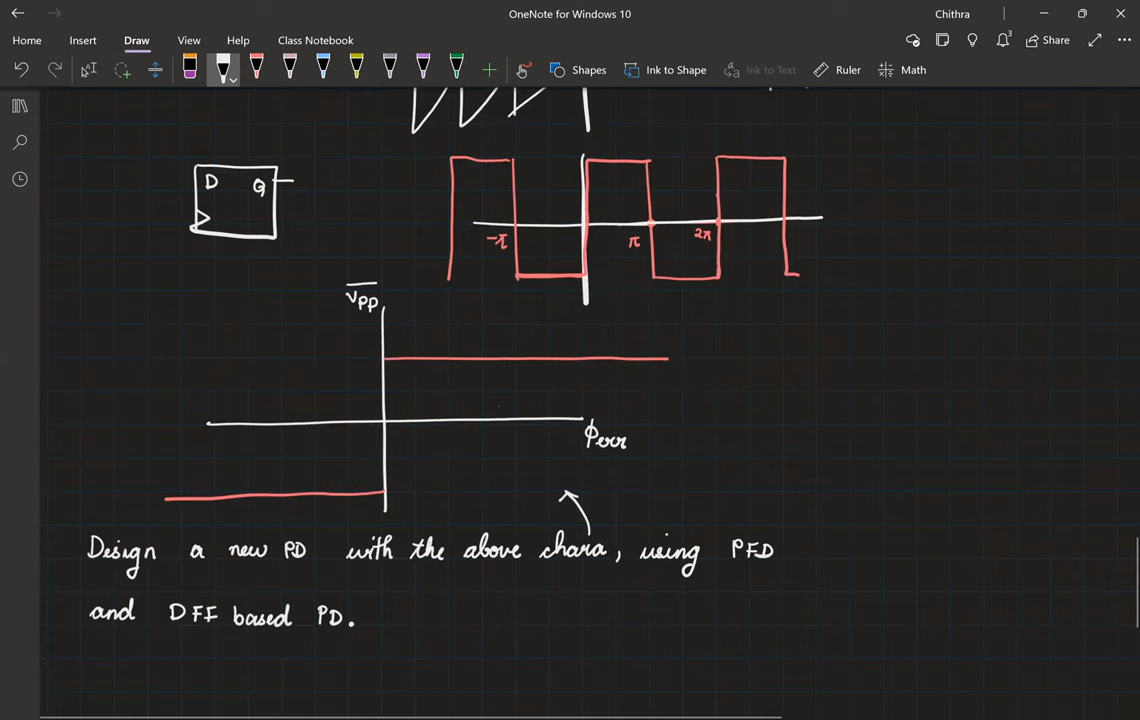 OneNote for Windows 10
Chithra
Home Insert Draw View Help Class Notebook
Share
Shapes Ink to Shape Ink to Text Ruler Math
D Q
-π π 2π
VPD
ϕerr
Design a new PD with the above chara, using PFD
and DFF based PD.